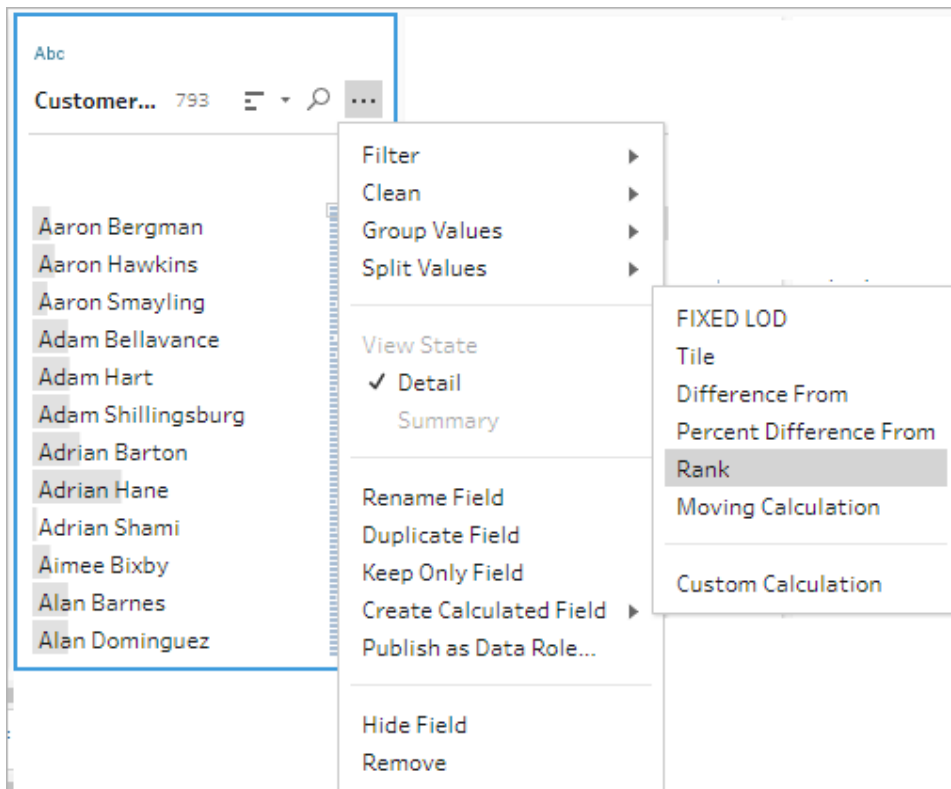 Abc
Customer... 793
Aaron Bergman
Aaron Hawkins
Aaron Smayling
Adam Bellavance
Adam Hart
Adam Shillingsburg
Adrian Barton
Adrian Hane
Adrian Shami
Aimee Bixby
Alan Barnes
Alan Dominguez
Filter
Clean
Group Values
Split Values
View State
Detail
Summary
Rename Field
Duplicate Field
Keep Only Field
Create Calculated Field
Publish as Data Role...
Hide Field
Remove
FIXED LOD
Tile
Difference From
Percent Difference From
Rank
Moving Calculation
Custom Calculation